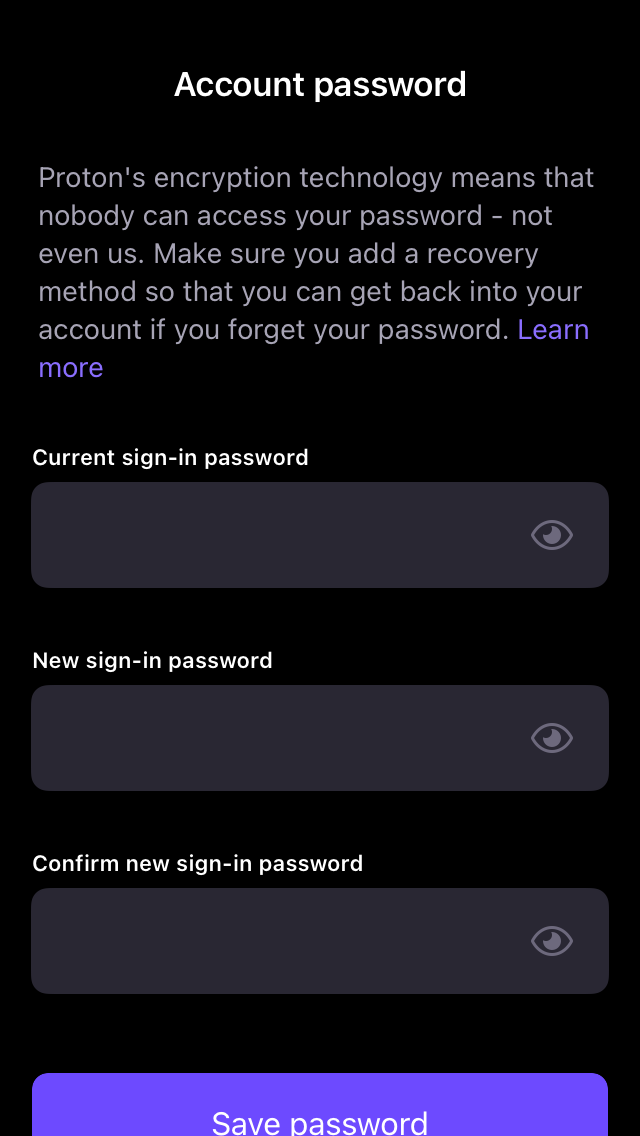 Account password
Proton's encryption technology means that
nobody can access your password - not
even us. Make sure you add a recovery
method so that you can get back into your
account if you forget your password. Learn
more
Current sign-in password
New sign-in password
Confirm new sign-in password
Save password